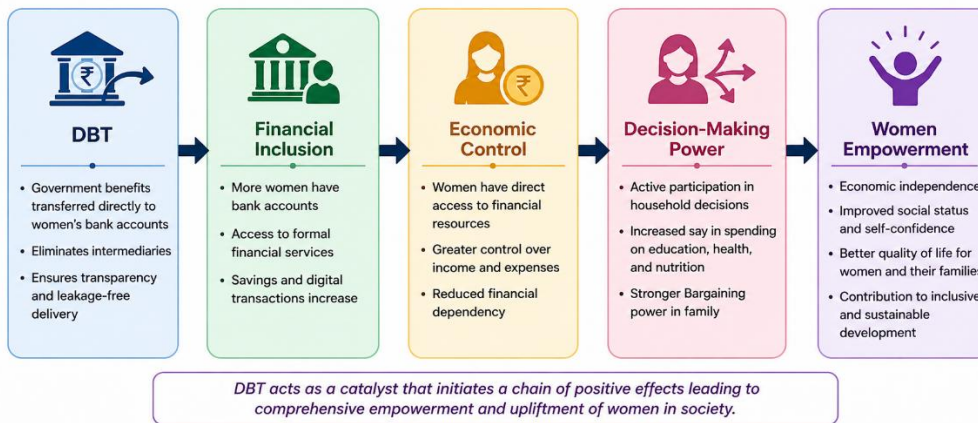 ₹
DBT
• Government benefits
transferred directly to
women's bank accounts
• Eliminates intermediaries
• Ensures transparency
and leakage-free
delivery
Financial
Inclusion
• More women have
bank accounts
• Access to formal
financial services
• Savings and digital
transactions increase
₹
Economic
Control
• Women have direct
access to financial
resources
• Greater control over
income and expenses
• Reduced financial
dependency
Decision-Making
Power
• Active participation in
household decisions
• Increased say in spending
on education, health,
and nutrition
• Stronger Bargaining
power in family
Women
Empowerment
• Economic independence
• Improved social status
and self-confidence
• Better quality of life for
women and their families
• Contribution to inclusive
and sustainable
development
DBT acts as a catalyst that initiates a chain of positive effects leading to
comprehensive empowerment and upliftment of women in society.